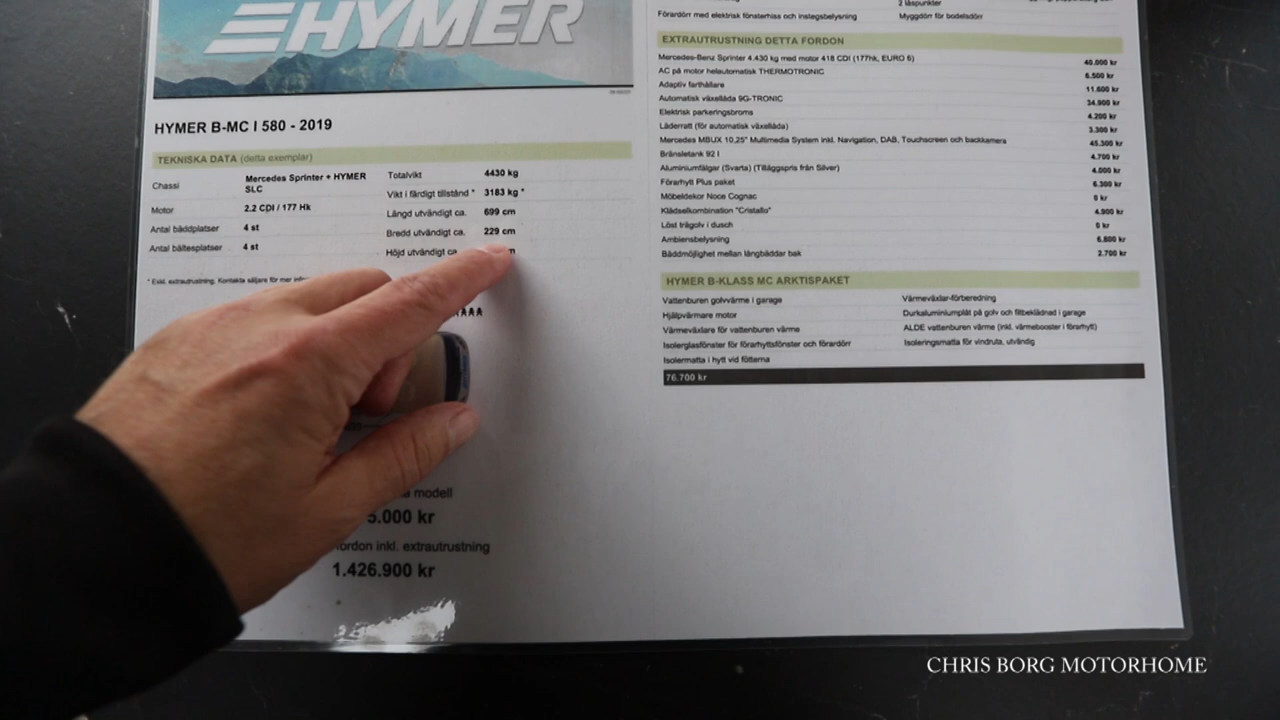 HYMER
HYMER B-MC I 580 - 2019
TEKNISKA DATA (detta exemplar)
Chassi Mercedes Sprinter + HYMER SLC
Motor 2.2 CDI / 177 Hk
Antal bäddplatser 4 st
Antal bältesplatser 4 st
Totalvikt 4430 kg
Vikt i färdigt tillstånd * 3183 kg *
Längd utvändigt ca. 699 cm
Bredd utvändigt ca. 229 cm
Höjd utvändigt ca
* Exkl. extrautrustning. Kontakta säljare för mer
modell
5.000 kr
fordon inkl. extrautrustning
1.426.900 kr
2 låspunkter
Förardörr med elektrisk fönsterhiss och instegsbelysning Myggdörr för bodelsdörr
EXTRAUTRUSTNING DETTA FORDON
Mercedes-Benz Sprinter 4.430 kg med motor 418 CDI (177hk, EURO 6) 40.000 kr
AC på motor helautomatisk THERMOTRONIC 6.500 kr
Adaptiv farthållare 11.600 kr
Automatisk växellåda 9G-TRONIC 34.900 kr
Elektrisk parkeringsbroms 4.200 kr
Läderratt (för automatisk växellåda) 3.300 kr
Mercedes MBUX 10,25" Multimedia System inkl. Navigation, DAB, Touchscreen och backkamera 45.300 kr
Bränsletank 92 l 4.700 kr
Aluminiumfälgar (Svarta) (Tilläggspris från Silver) 4.000 kr
Förarhytt Plus paket 6.300 kr
Möbeldekor Noce Cognac 0 kr
Klädselkombination "Cristallo" 4.900 kr
Löst trägolv i dusch 0 kr
Ambiensbelysning 6.800 kr
Bäddmöjlighet mellan långbäddar bak 2.700 kr
HYMER B-KLASS MC ARKTISPAKET
Vattenburen golvvärme i garage Värmeväxlar-förberedning
Hjälpvärmare motor Durkaluminiumplåt på golv och filtbeklädnad i garage
Värmeväxlare för vattenburen värme ALDE vattenburen värme (inkl. värmebooster i förarhytt)
Isolerglasfönster för förarhyttsfönster och förardörr Isoleringsmatta för vindruta, utvändig
Isolermatta i hytt vid fötterna
76.700 kr
CHRIS BORG MOTORHOME